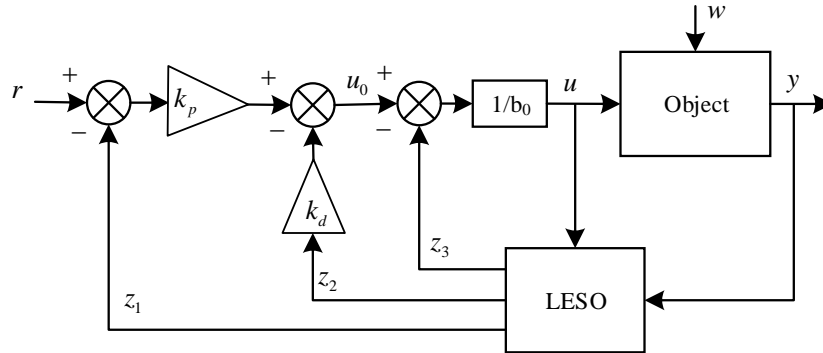 w
r
+
−
k_p
+
−
u_0
+
−
1/b_0
u
Object
y
k_d
z_3
z_2
z_1
LESO